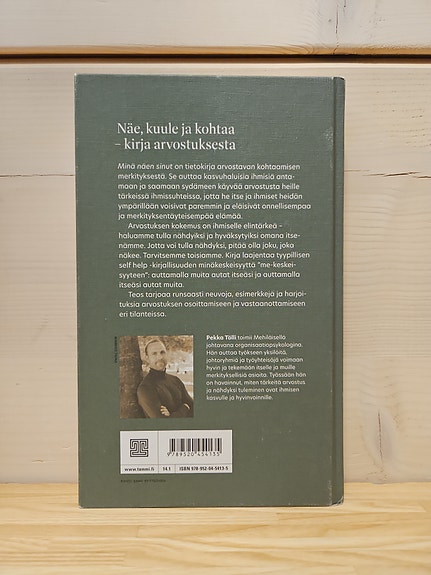 Näe, kuule ja kohtaa
– kirja arvostuksesta
Minä näen sinut on tietokirja arvostavan kohtaamisen
merkityksestä. Se auttaa kasvuhaluisia ihmisiä anta-
maan ja saamaan sydämeen käyvää arvostusta heille
tärkeissä ihmissuhteissa, jotta he itse ja ihmiset heidän
ympärillään voisivat paremmin ja eläisivät onnellisempaa
ja merkityksentäyteisempää elämää.
Arvostuksen kokemus on ihmiselle elintärkeä –
haluamme tulla nähdyiksi ja hyväksytyiksi omana itse-
nämme. Jotta voi tulla nähdyksi, pitää olla joku, joka
näkee. Tarvitsemme toisiamme. Kirja laajentaa tyypillisen
self help -kirjallisuuden minäkeskeisyyttä "me-keskei-
syyteen": auttamalla muita autat itseäsi ja auttamalla
itseäsi autat muita.
Teos tarjoaa runsaasti neuvoja, esimerkkejä ja harjoi-
tuksia arvostuksen osoittamiseen ja vastaanottamiseen
eri tilanteissa.
Pekka Tölli toimii Mehiläisellä
johtavana organisaatiopsykologina.
Hän auttaa työkseen yksilöitä,
johtoryhmiä ja työyhteisöjä voimaan
hyvin ja tekemään itselle ja muille
merkityksellisiä asioita. Työssään hän
on havainnut, miten tärkeitä arvostus
ja nähdyksi tuleminen ovat ihmisen
kasvulle ja hyvinvoinnille.
9 789520 454135
www.tammi.fi 14.1 ISBN 978-952-04-5413-5